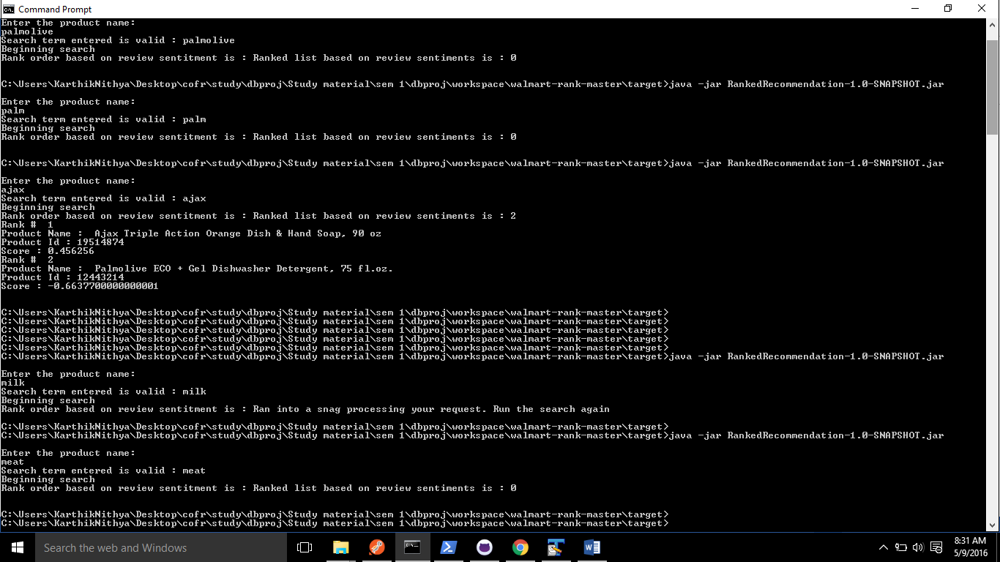 Command Prompt
Enter the product name:
palmolive
Search term entered is valid : palmolive
Beginning search
Rank order based on review sentitment is : Ranked list based on review sentiments is : 0
C:\Users\KarthikNithya\Desktop\cofr\study\dbproj\Study material\sem 1\dbproj\workspace\walmart-rank-master\target>java -jar RankedRecommendation-1.0-SNAPSHOT.jar
Enter the product name:
palm
Search term entered is valid : palm
Beginning search
Rank order based on review sentitment is : Ranked list based on review sentiments is : 0
C:\Users\KarthikNithya\Desktop\cofr\study\dbproj\Study material\sem 1\dbproj\workspace\walmart-rank-master\target>java -jar RankedRecommendation-1.0-SNAPSHOT.jar
Enter the product name:
ajax
Search term entered is valid : ajax
Beginning search
Rank order based on review sentitment is : Ranked list based on review sentiments is : 2
Rank #  1
Product Name :  Ajax Triple Action Orange Dish & Hand Soap, 90 oz
Product Id : 19514874
Score : 0.456256
Rank #  2
Product Name :  Palmolive ECO + Gel Dishwasher Detergent, 75 fl.oz.
Product Id : 12443214
Score : -0.6637700000000001
C:\Users\KarthikNithya\Desktop\cofr\study\dbproj\Study material\sem 1\dbproj\workspace\walmart-rank-master\target>
C:\Users\KarthikNithya\Desktop\cofr\study\dbproj\Study material\sem 1\dbproj\workspace\walmart-rank-master\target>
C:\Users\KarthikNithya\Desktop\cofr\study\dbproj\Study material\sem 1\dbproj\workspace\walmart-rank-master\target>
C:\Users\KarthikNithya\Desktop\cofr\study\dbproj\Study material\sem 1\dbproj\workspace\walmart-rank-master\target>
C:\Users\KarthikNithya\Desktop\cofr\study\dbproj\Study material\sem 1\dbproj\workspace\walmart-rank-master\target>
C:\Users\KarthikNithya\Desktop\cofr\study\dbproj\Study material\sem 1\dbproj\workspace\walmart-rank-master\target>java -jar RankedRecommendation-1.0-SNAPSHOT.jar
Enter the product name:
milk
Search term entered is valid : milk
Beginning search
Rank order based on review sentitment is : Ran into a snag processing your request. Run the search again
C:\Users\KarthikNithya\Desktop\cofr\study\dbproj\Study material\sem 1\dbproj\workspace\walmart-rank-master\target>
C:\Users\KarthikNithya\Desktop\cofr\study\dbproj\Study material\sem 1\dbproj\workspace\walmart-rank-master\target>java -jar RankedRecommendation-1.0-SNAPSHOT.jar
Enter the product name:
meat
Search term entered is valid : meat
Beginning search
Rank order based on review sentitment is : Ranked list based on review sentiments is : 0
C:\Users\KarthikNithya\Desktop\cofr\study\dbproj\Study material\sem 1\dbproj\workspace\walmart-rank-master\target>
C:\Users\KarthikNithya\Desktop\cofr\study\dbproj\Study material\sem 1\dbproj\workspace\walmart-rank-master\target>
Search the web and Windows
8:31 AM
5/9/2016